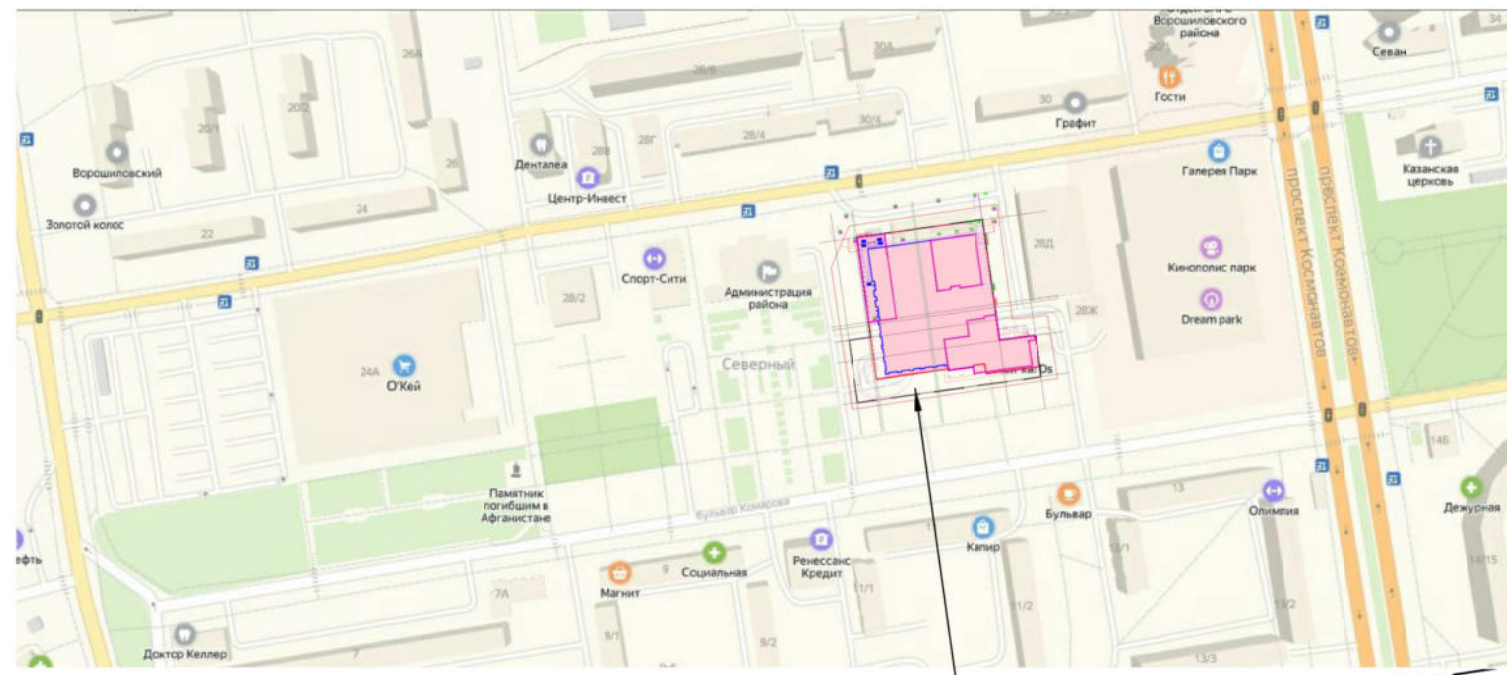 Ворошиловского
района
Севан
26А
30А
28/6
Гости
20/2
30
Графит
20/1
30/4
28/4
28Г
Денталеа
28В
26
Ворошиловский
Центр-Инвест
Галерея Парк
Казанская
церковь
Золотой колос
24
22
проспект Космонавтов
проспект Космонавтов
28Д
Спорт-Сити
Администрация
района
Кинополис парк
28/2
28Ж
Dream park
Северный
24А
О'Кей
14Б
Памятник
погибшим в
Афганистане
бульвар Комарова
13
Бульвар
Олимпия
Дежурная
Капир
13/1
Ренессанс
Кредит
9
Социальная
Магнит
7А
11/1
11/2
13/2
14/15
9/1
9/2
Доктор Келлер
7
13/3